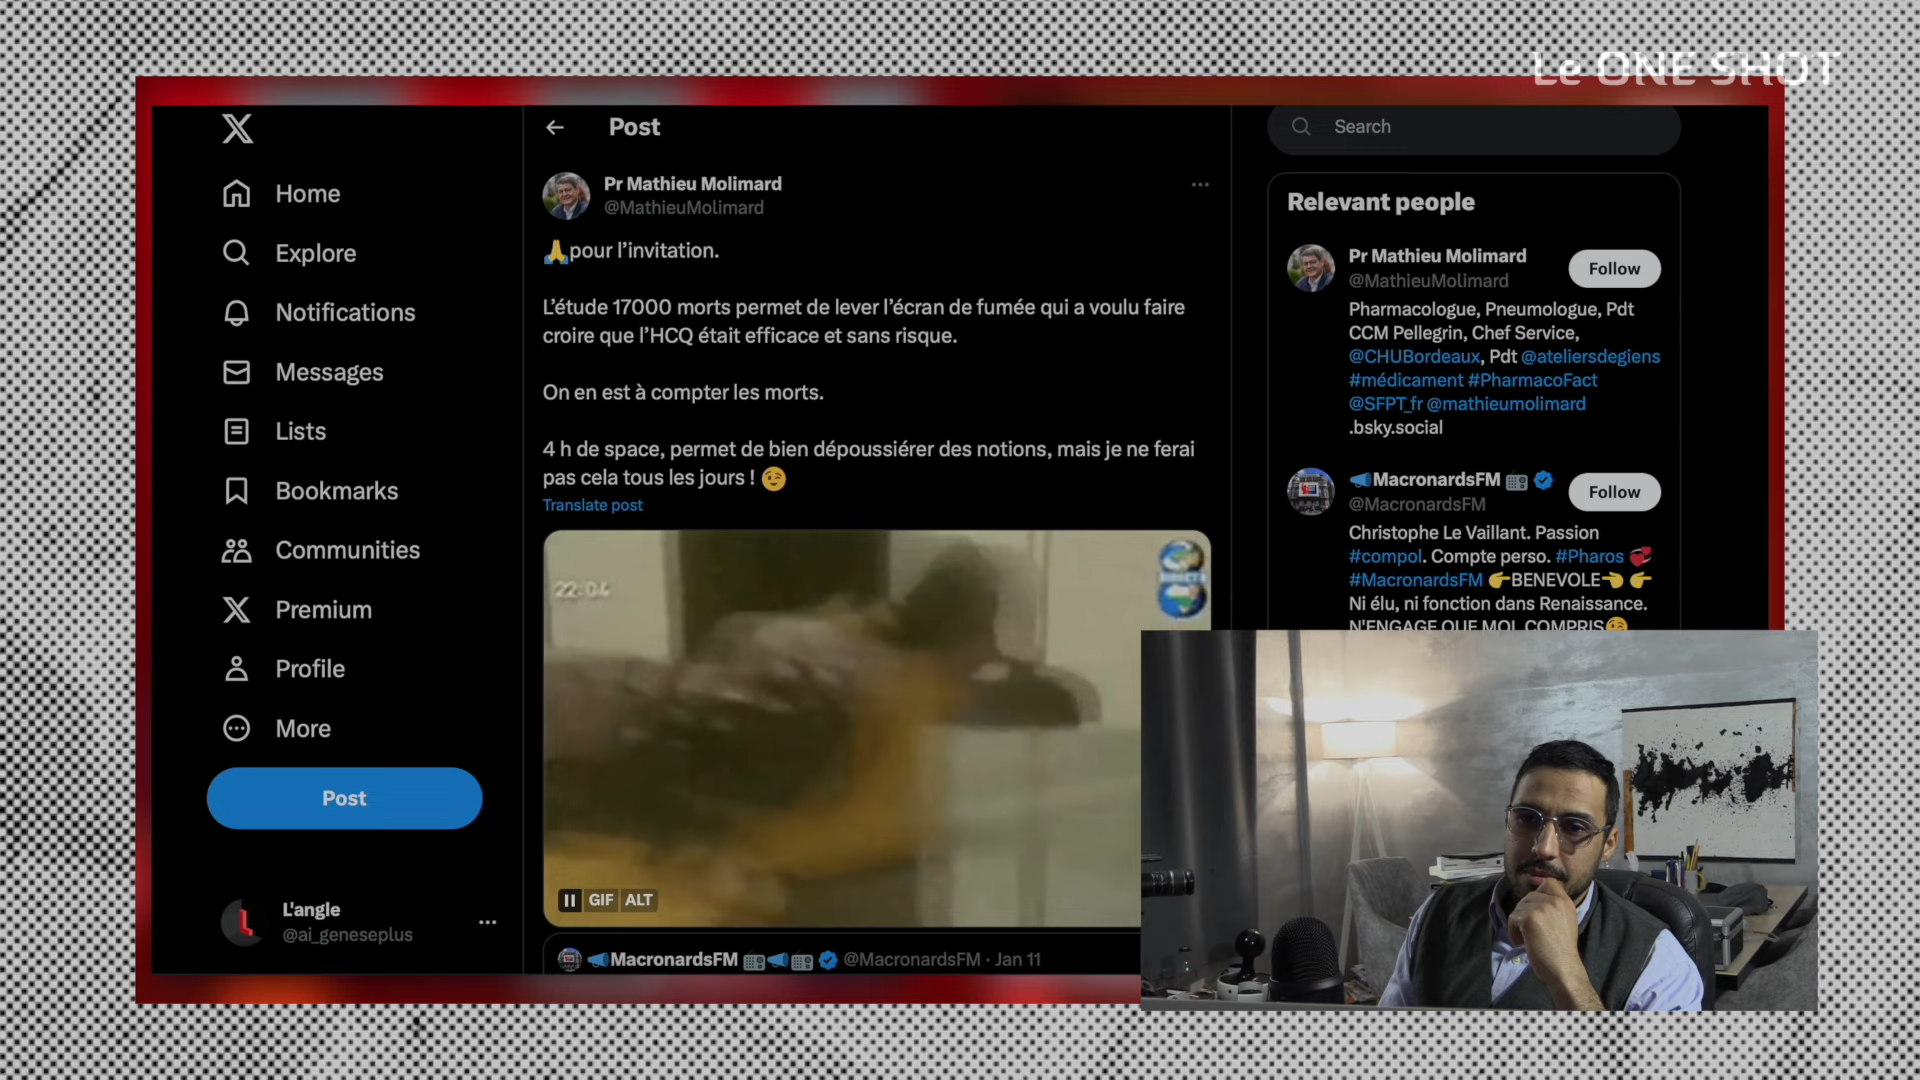 Le ONE SHOT
Home
Explore
Notifications
Messages
Lists
Bookmarks
Communities
Premium
Profile
More
Post
L'angle
@ai_geneseplus
Post
Pr Mathieu Molimard
@MathieuMolimard
🙏pour l'invitation.
L'étude 17000 morts permet de lever l'écran de fumée qui a voulu faire
croire que l'HCQ était efficace et sans risque.
On en est à compter les morts.
4 h de space, permet de bien dépoussiérer des notions, mais je ne ferai
pas cela tous les jours ! 😉
Translate post
22:04
DIRECT 8
GIF ALT
📣MacronardsFM 📻📣📻 @MacronardsFM · Jan 11
Search
Relevant people
Pr Mathieu Molimard
@MathieuMolimard
Follow
Pharmacologue, Pneumologue, Pdt
CCM Pellegrin, Chef Service,
@CHUBordeaux, Pdt @ateliersdegiens
#médicament #PharmacoFact
@SFPT_fr @mathieumolimard
.bsky.social
📣MacronardsFM 📻
@MacronardsFM
Follow
Christophe Le Vaillant. Passion
#compol. Compte perso. #Pharos 💞
#MacronardsFM 👉BENEVOLE👈 👉
Ni élu, ni fonction dans Renaissance.
N'ENGAGE QUE MOI, COMPRIS😉